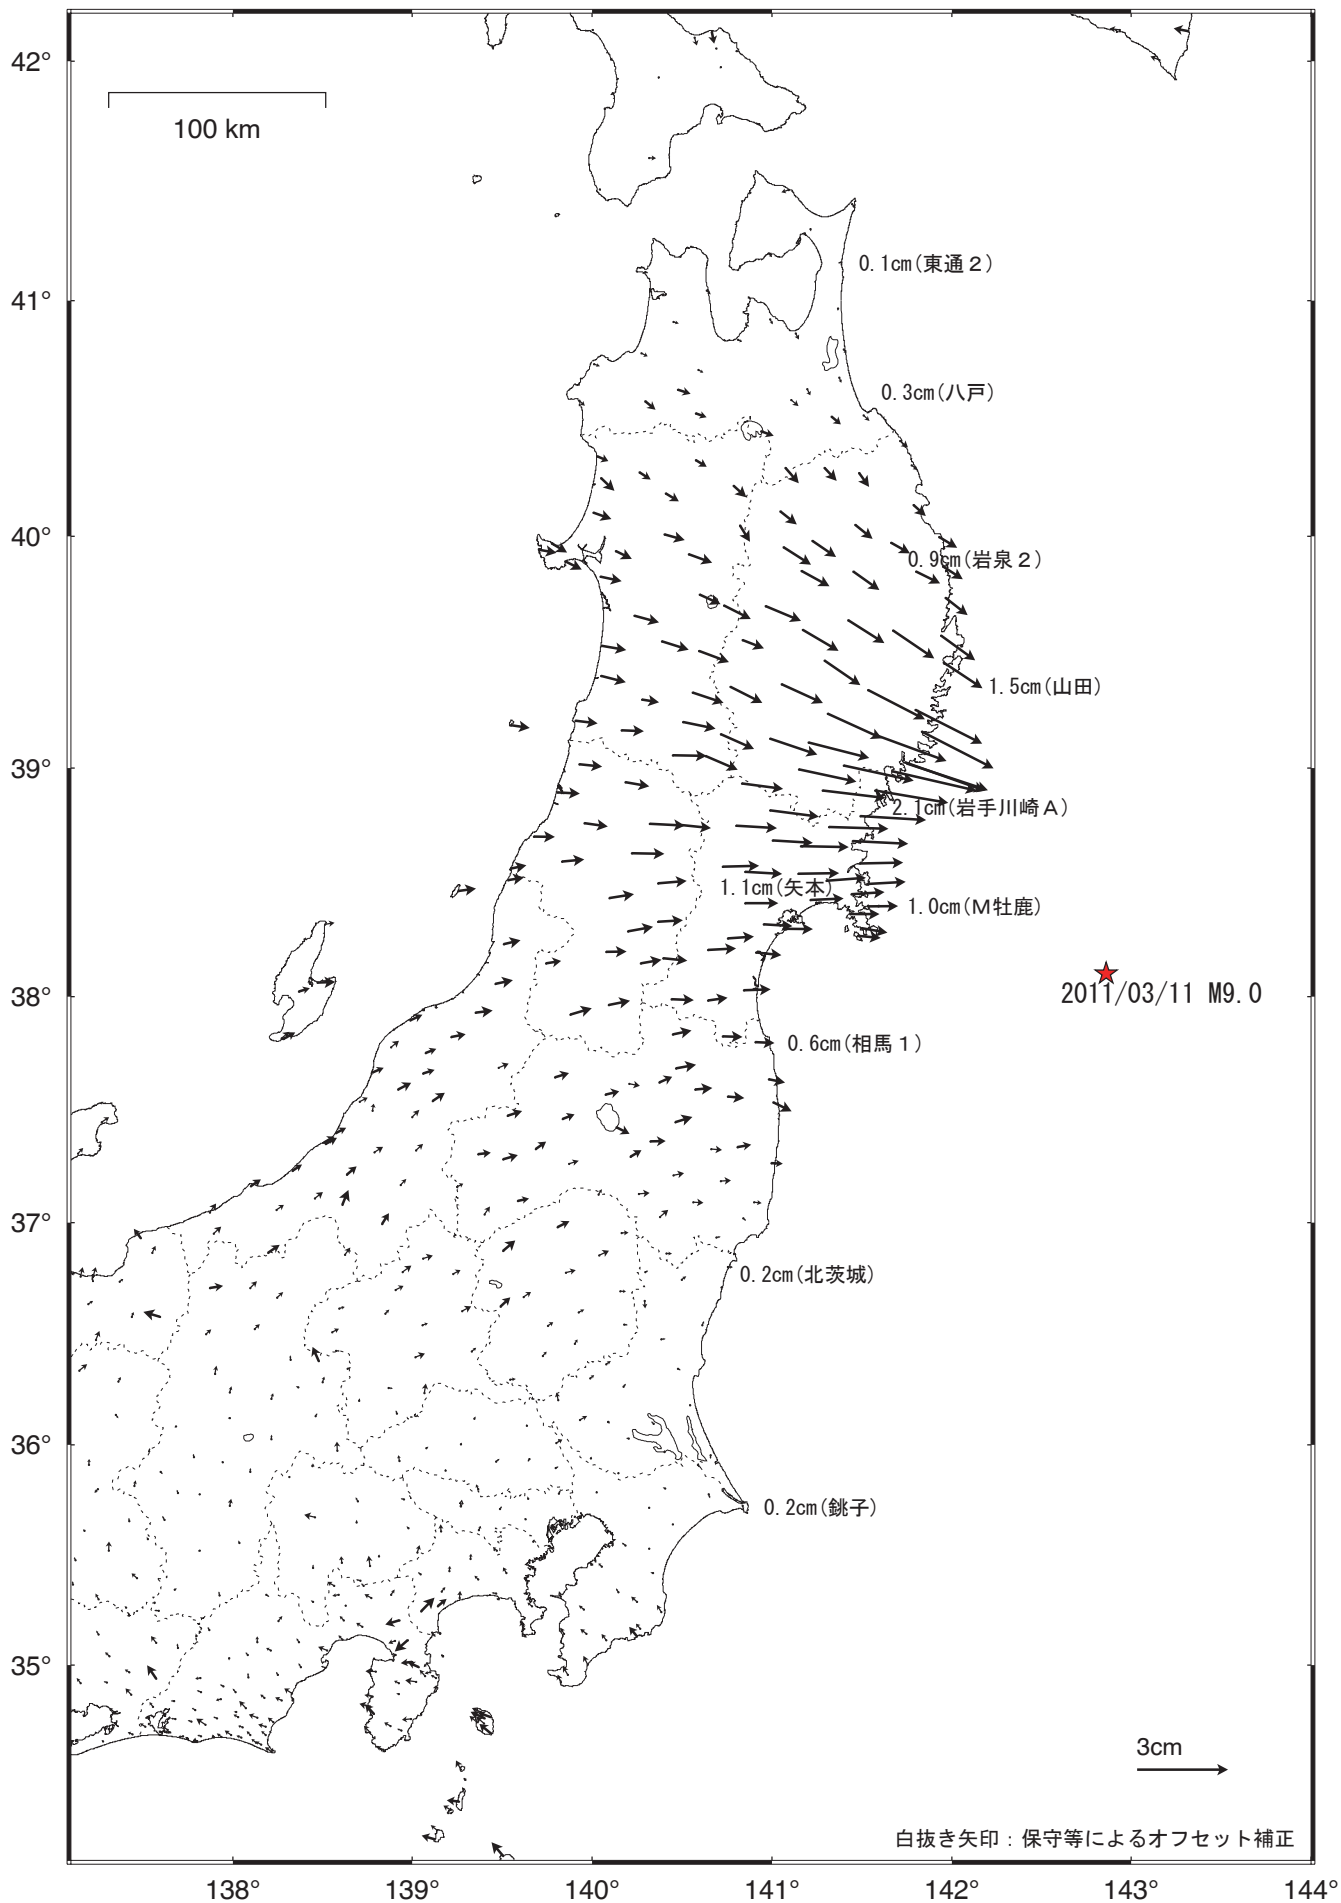 42°
100 km
0.1cm(東通２)
41°
0.3cm(八戸)
40°
0.9cm(岩泉２)
1.5cm(山田)
39°
2.1cm(岩手川崎Ａ)
1.1cm(矢本)
1.0cm(Ｍ牡鹿)
38°
2011/03/11 M9.0
0.6cm(相馬１)
37°
0.2cm(北茨城)
36°
0.2cm(銚子)
35°
3cm
白抜き矢印：保守等によるオフセット補正
138° 139° 140° 141° 142° 143° 144°